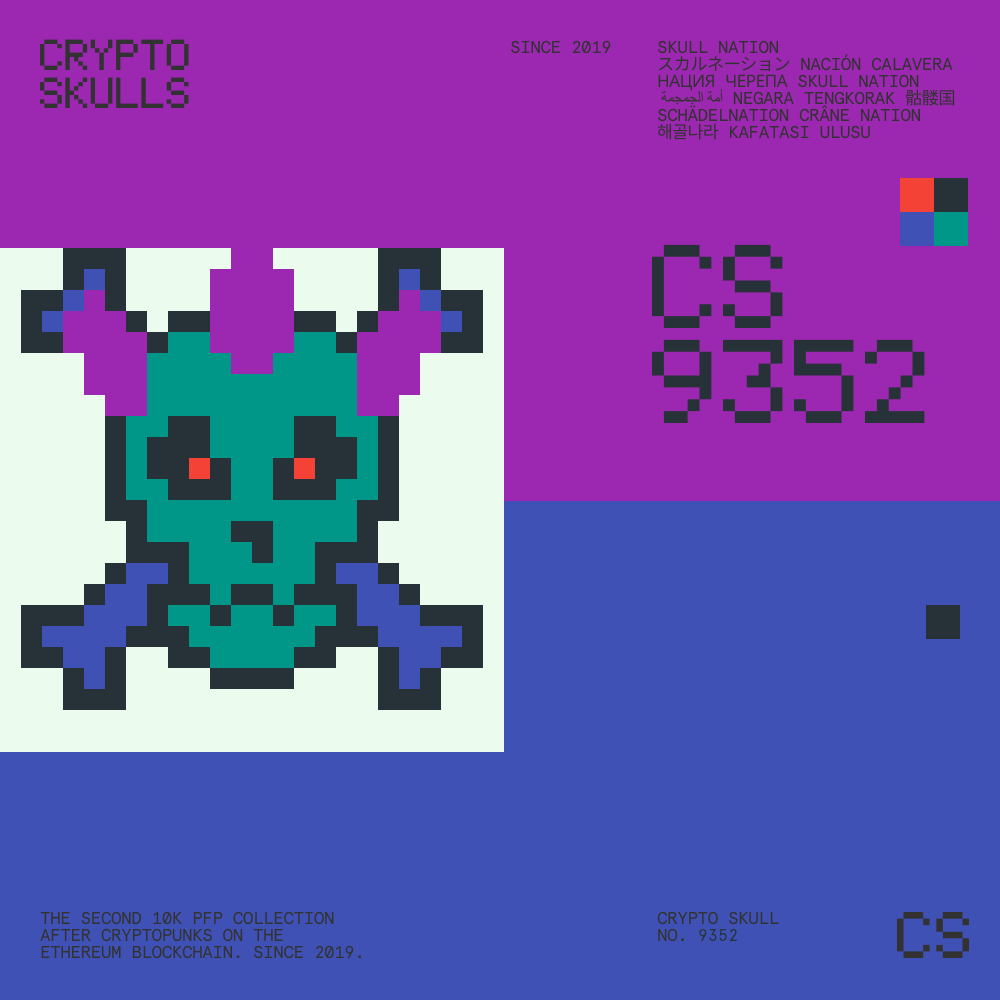 CRYPTO
SKULLS
SINCE 2019
SKULL NATION
スカルネーション NACIÓN CALAVERA
НАЦИЯ ЧЕРЕПА SKULL NATION
أمة الجمجمة NEGARA TENGKORAK 骷髅国
SCHÄDELNATION CRÂNE NATION
해골나라 KAFATASI ULUSU
CS
9352
THE SECOND 10K PFP COLLECTION
AFTER CRYPTOPUNKS ON THE
ETHEREUM BLOCKCHAIN. SINCE 2019.
CRYPTO SKULL
NO. 9352
CS